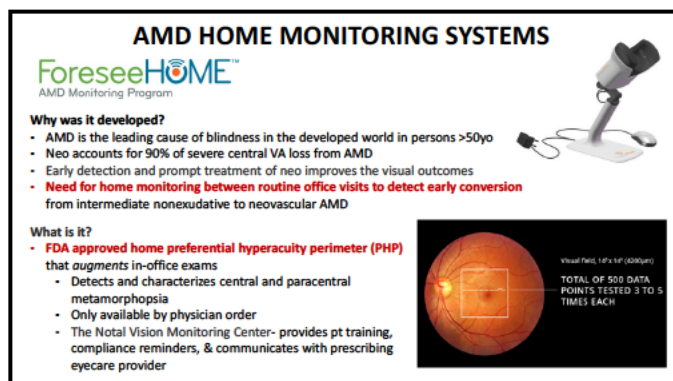 AMD HOME MONITORING SYSTEMS
ForeseeHOME™
AMD Monitoring Program
Why was it developed?
- AMD is the leading cause of blindness in the developed world in persons >50yo
- Neo accounts for 90% of severe central VA loss from AMD
- Early detection and prompt treatment of neo improves the visual outcomes
- Need for home monitoring between routine office visits to detect early conversion
from intermediate nonexudative to neovascular AMD
What is it?
- FDA approved home preferential hyperacuity perimeter (PHP)
that augments in-office exams
- Detects and characterizes central and paracentral
metamorphopsia
- Only available by physician order
- The Notal Vision Monitoring Center- provides pt training,
compliance reminders, & communicates with prescribing
eyecare provider
Visual field, 14° x 14° (4200µm)
TOTAL OF 500 DATA
POINTS TESTED 3 TO 5
TIMES EACH